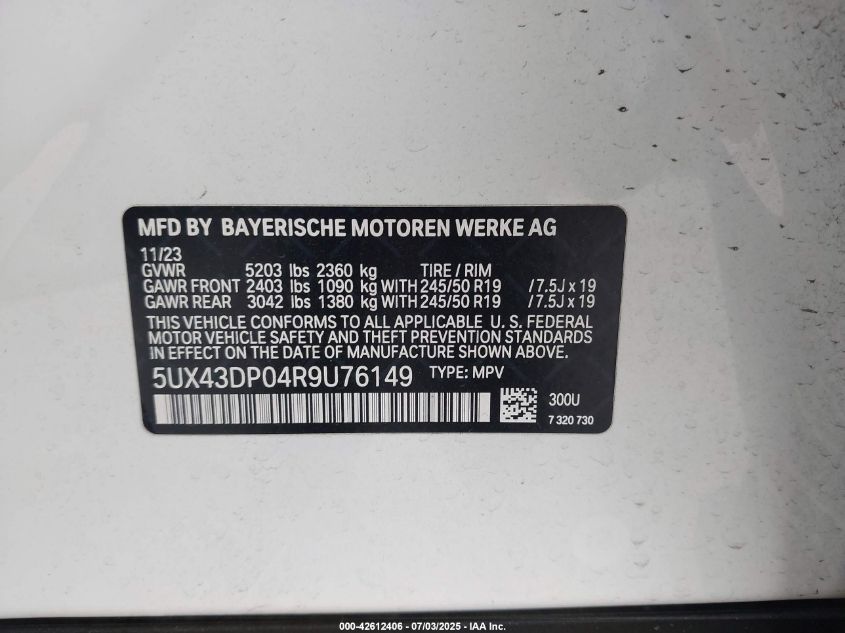 MFD BY BAYERISCHE MOTOREN WERKE AG
11/23
GVWR 5203 lbs 2360 kg TIRE / RIM
GAWR FRONT 2403 lbs 1090 kg WITH 245/50 R19 / 7.5J x 19
GAWR REAR 3042 lbs 1380 kg WITH 245/50 R19 / 7.5J x 19
THIS VEHICLE CONFORMS TO ALL APPLICABLE U. S. FEDERAL
MOTOR VEHICLE SAFETY AND THEFT PREVENTION STANDARDS
IN EFFECT ON THE DATE OF MANUFACTURE SHOWN ABOVE.
5UX43DP04R9U76149 TYPE: MPV
300U
7 320 730
000-42612406 - 07/03/2025 - IAA Inc.